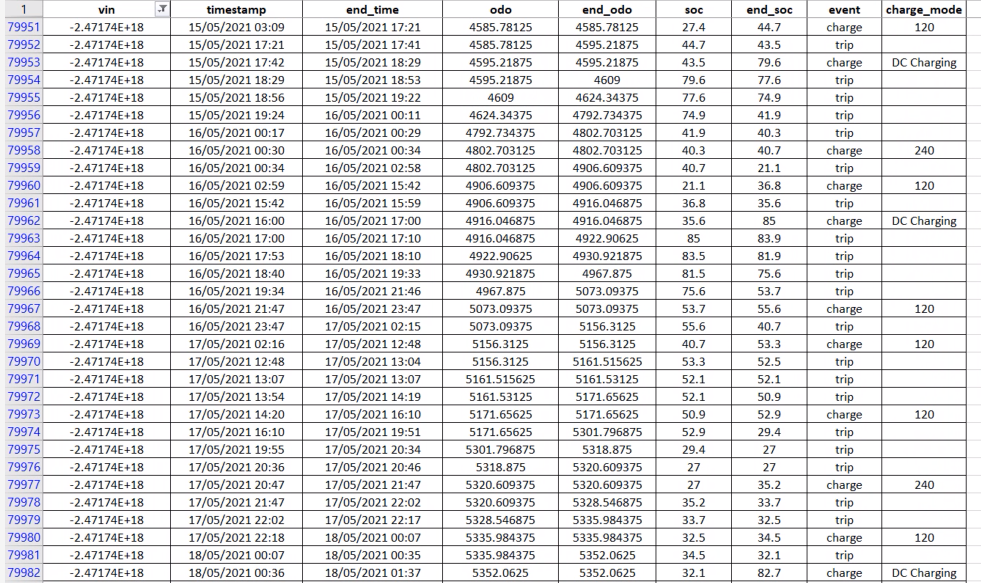 1 vin timestamp end_time odo end_odo soc end_soc event charge_mode
79951 -2.47174E+18 15/05/2021 03:09 15/05/2021 17:21 4585.78125 4585.78125 27.4 44.7 charge 120
79952 -2.47174E+18 15/05/2021 17:21 15/05/2021 17:41 4585.78125 4595.21875 44.7 43.5 trip
79953 -2.47174E+18 15/05/2021 17:42 15/05/2021 18:29 4595.21875 4595.21875 43.5 79.6 charge DC Charging
79954 -2.47174E+18 15/05/2021 18:29 15/05/2021 18:53 4595.21875 4609 79.6 77.6 trip
79955 -2.47174E+18 15/05/2021 18:56 15/05/2021 19:22 4609 4624.34375 77.6 74.9 trip
79956 -2.47174E+18 15/05/2021 19:24 16/05/2021 00:11 4624.34375 4792.734375 74.9 41.9 trip
79957 -2.47174E+18 16/05/2021 00:17 16/05/2021 00:29 4792.734375 4802.703125 41.9 40.3 trip
79958 -2.47174E+18 16/05/2021 00:30 16/05/2021 00:34 4802.703125 4802.703125 40.3 40.7 charge 240
79959 -2.47174E+18 16/05/2021 00:34 16/05/2021 02:58 4802.703125 4906.609375 40.7 21.1 trip
79960 -2.47174E+18 16/05/2021 02:59 16/05/2021 15:42 4906.609375 4906.609375 21.1 36.8 charge 120
79961 -2.47174E+18 16/05/2021 15:42 16/05/2021 15:59 4906.609375 4916.046875 36.8 35.6 trip
79962 -2.47174E+18 16/05/2021 16:00 16/05/2021 17:00 4916.046875 4916.046875 35.6 85 charge DC Charging
79963 -2.47174E+18 16/05/2021 17:00 16/05/2021 17:10 4916.046875 4922.90625 85 83.9 trip
79964 -2.47174E+18 16/05/2021 17:53 16/05/2021 18:10 4922.90625 4930.921875 83.5 81.9 trip
79965 -2.47174E+18 16/05/2021 18:40 16/05/2021 19:33 4930.921875 4967.875 81.5 75.6 trip
79966 -2.47174E+18 16/05/2021 19:34 16/05/2021 21:46 4967.875 5073.09375 75.6 53.7 trip
79967 -2.47174E+18 16/05/2021 21:47 16/05/2021 23:47 5073.09375 5073.09375 53.7 55.6 charge 120
79968 -2.47174E+18 16/05/2021 23:47 17/05/2021 02:15 5073.09375 5156.3125 55.6 40.7 trip
79969 -2.47174E+18 17/05/2021 02:16 17/05/2021 12:48 5156.3125 5156.3125 40.7 53.3 charge 120
79970 -2.47174E+18 17/05/2021 12:48 17/05/2021 13:04 5156.3125 5161.515625 53.3 52.5 trip
79971 -2.47174E+18 17/05/2021 13:07 17/05/2021 13:07 5161.515625 5161.53125 52.1 52.1 trip
79972 -2.47174E+18 17/05/2021 13:54 17/05/2021 14:19 5161.53125 5171.65625 52.1 50.9 trip
79973 -2.47174E+18 17/05/2021 14:20 17/05/2021 16:10 5171.65625 5171.65625 50.9 52.9 charge 120
79974 -2.47174E+18 17/05/2021 16:10 17/05/2021 19:51 5171.65625 5301.796875 52.9 29.4 trip
79975 -2.47174E+18 17/05/2021 19:55 17/05/2021 20:34 5301.796875 5318.875 29.4 27 trip
79976 -2.47174E+18 17/05/2021 20:36 17/05/2021 20:46 5318.875 5320.609375 27 27 trip
79977 -2.47174E+18 17/05/2021 20:47 17/05/2021 21:47 5320.609375 5320.609375 27 35.2 charge 240
79978 -2.47174E+18 17/05/2021 21:47 17/05/2021 22:02 5320.609375 5328.546875 35.2 33.7 trip
79979 -2.47174E+18 17/05/2021 22:02 17/05/2021 22:17 5328.546875 5335.984375 33.7 32.5 trip
79980 -2.47174E+18 17/05/2021 22:18 18/05/2021 00:07 5335.984375 5335.984375 32.5 34.5 charge 120
79981 -2.47174E+18 18/05/2021 00:07 18/05/2021 00:35 5335.984375 5352.0625 34.5 32.1 trip
79982 -2.47174E+18 18/05/2021 00:36 18/05/2021 01:37 5352.0625 5352.0625 32.1 82.7 charge DC Charging